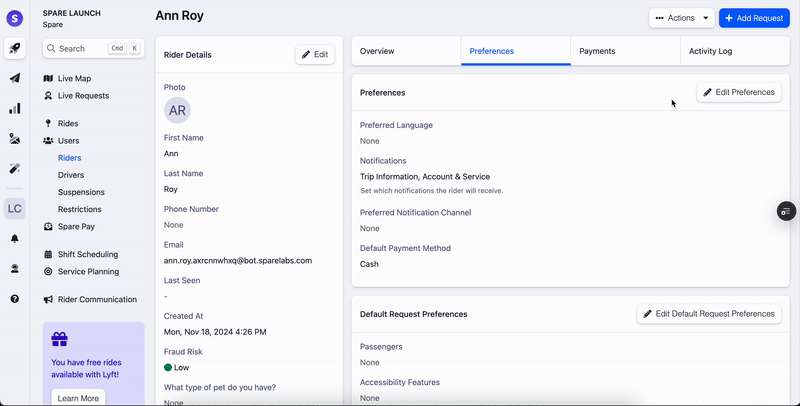 S
SPARE LAUNCH
Spare
Search
Cmd
K
Live Map
Live Requests
Rides
Users
Riders
Drivers
Suspensions
Restrictions
Spare Pay
Shift Scheduling
Service Planning
Rider Communication
LC
You have free rides
available with Lyft!
Learn More
Ann Roy
Actions
Add Request
Rider Details
Edit
Photo
AR
First Name
Ann
Last Name
Roy
Phone Number
None
Email
ann.roy.axrcnnwhxq@bot.sparelabs.com
Last Seen
-
Created At
Mon, Nov 18, 2024 4:26 PM
Fraud Risk
Low
What type of pet do you have?
None
Overview
Preferences
Payments
Activity Log
Preferences
Edit Preferences
Preferred Language
None
Notifications
Trip Information, Account & Service
Set which notifications the rider will receive.
Preferred Notification Channel
None
Default Payment Method
Cash
Default Request Preferences
Edit Default Request Preferences
Passengers
None
Accessibility Features
None